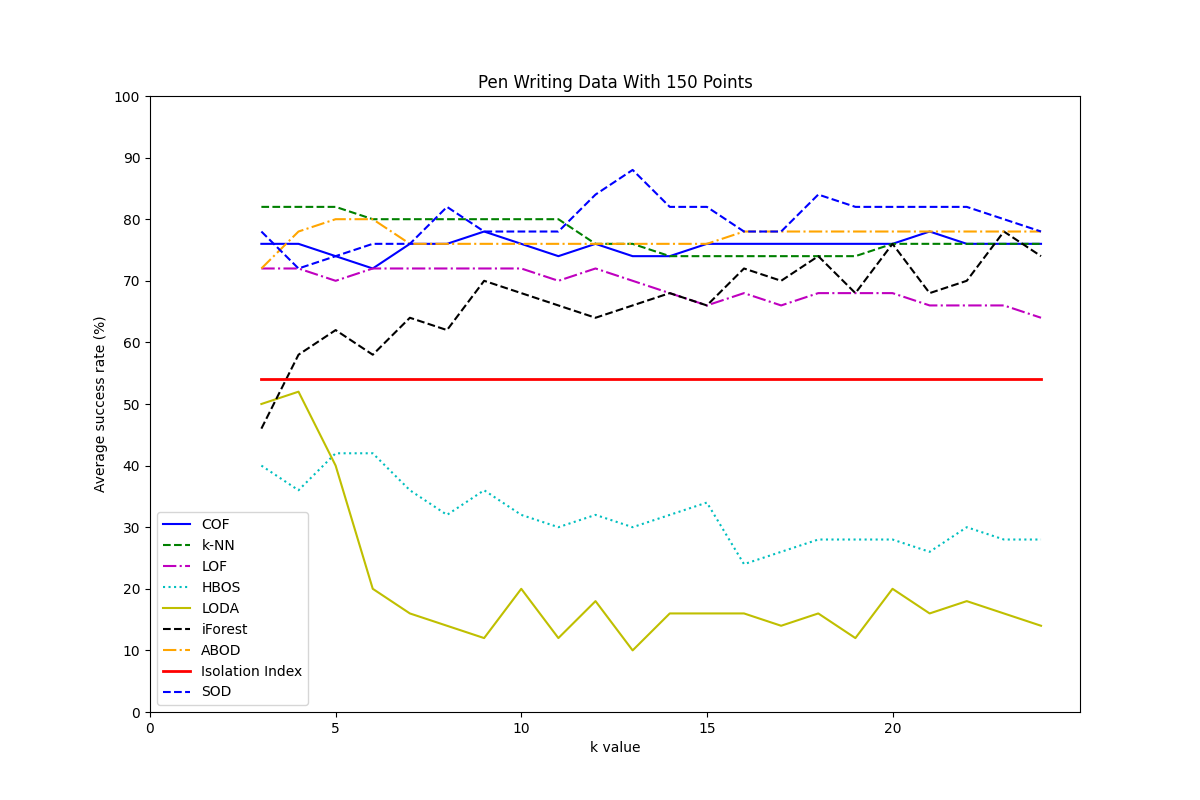 Pen Writing Data With 150 Points
100
90
80
70
60
50
40
30
20
10
0
Average success rate (%)
COF
k-NN
LOF
HBOS
LODA
iForest
ABOD
Isolation Index
SOD
0 5 10 15 20
k value